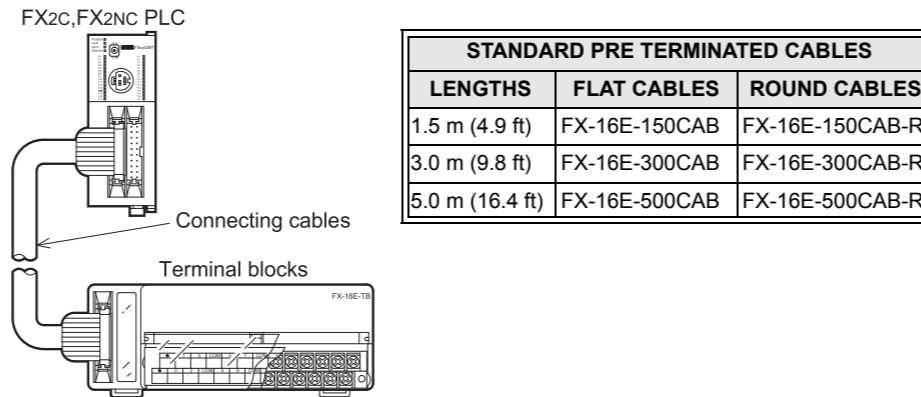 FX2C,FX2NC PLC
STANDARD PRE TERMINATED CABLES
LENGTHS FLAT CABLES ROUND CABLES
1.5 m (4.9 ft) FX-16E-150CAB FX-16E-150CAB-R
3.0 m (9.8 ft) FX-16E-300CAB FX-16E-300CAB-R
5.0 m (16.4 ft) FX-16E-500CAB FX-16E-500CAB-R
Connecting cables
Terminal blocks
FX-16E-TB